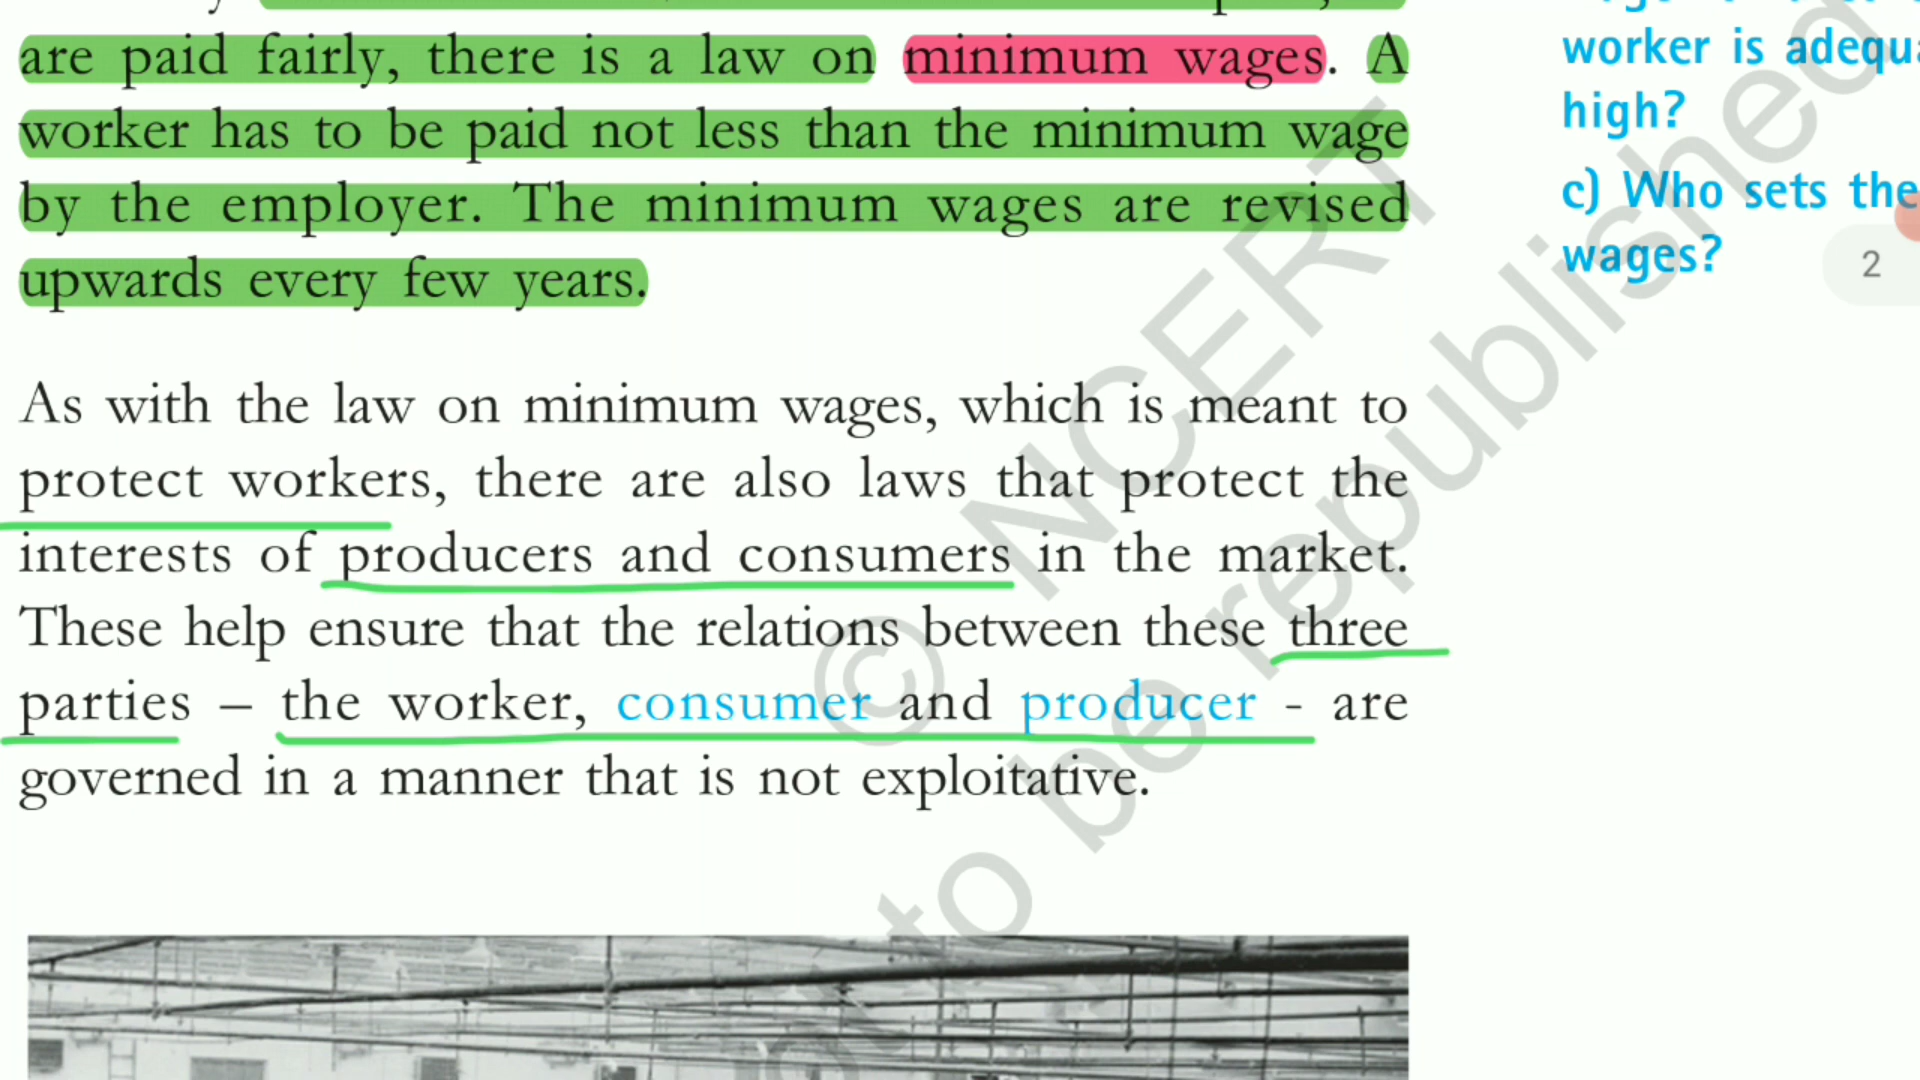 are paid fairly, there is a law on minimum wages. A
worker has to be paid not less than the minimum wage
by the employer. The minimum wages are revised
upwards every few years.
As with the law on minimum wages, which is meant to
protect workers, there are also laws that protect the
interests of producers and consumers in the market.
These help ensure that the relations between these three
parties – the worker, consumer and producer - are
governed in a manner that is not exploitative.
worker is
high?
c) Who sets the
wages?
2
© NCERT
to be republished